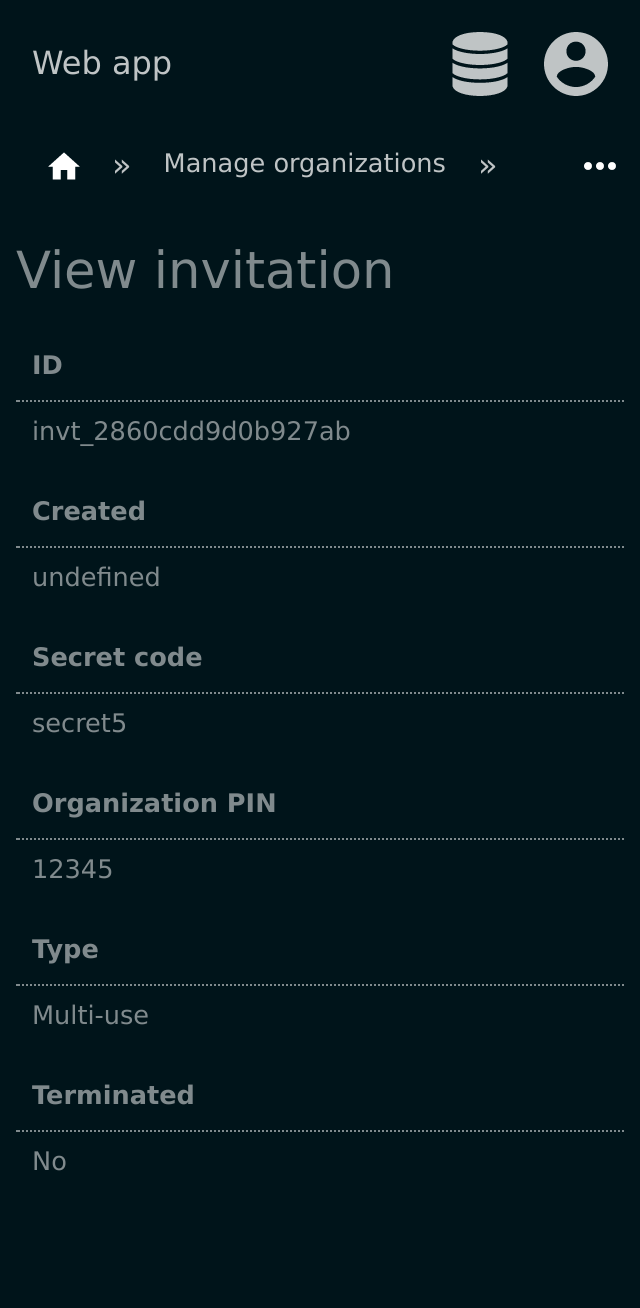 Web app
» Manage organizations »
View invitation
ID
invt_2860cdd9d0b927ab
Created
undefined
Secret code
secret5
Organization PIN
12345
Type
Multi-use
Terminated
No